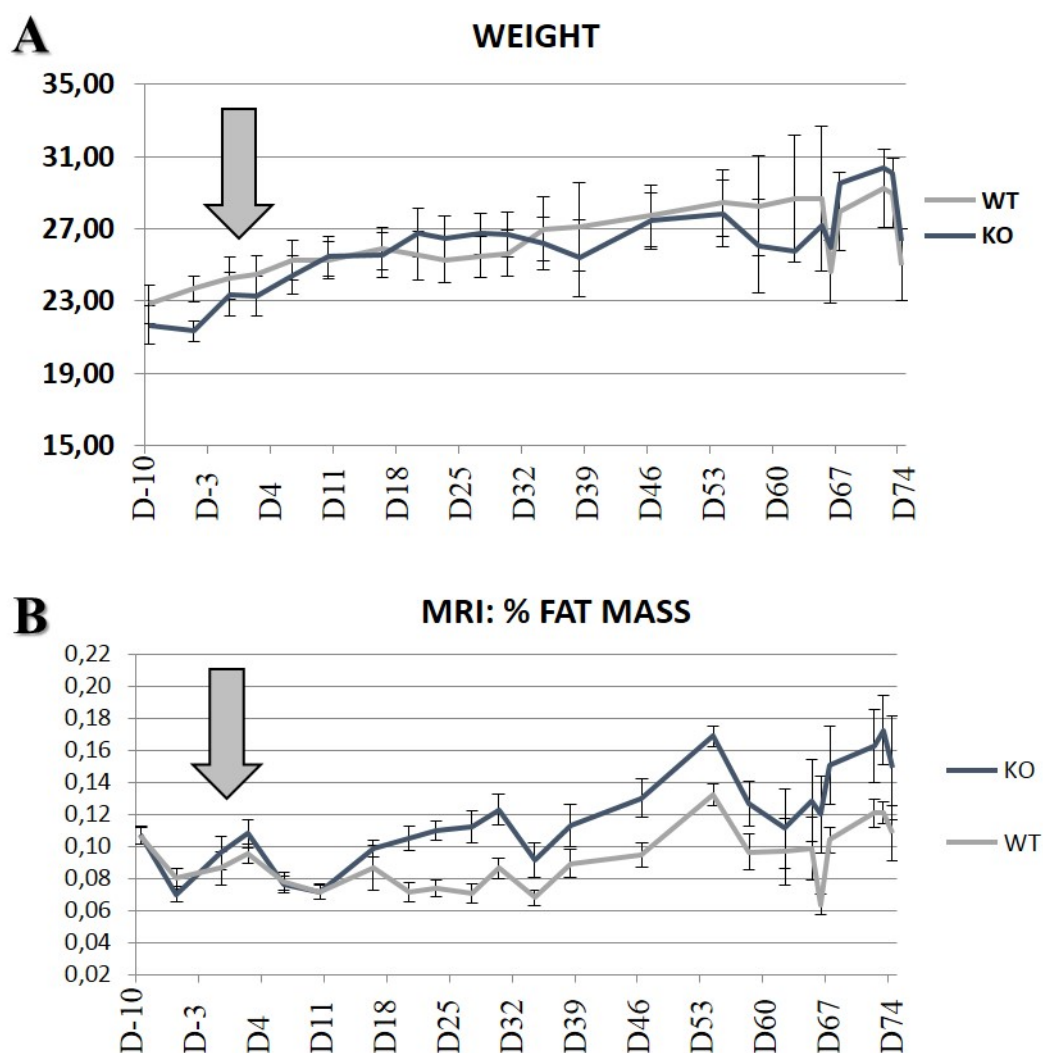 A
WEIGHT
35,00
31,00
27,00
23,00
19,00
15,00
WT
KO
D-10
D-3
D4
D11
D18
D25
D32
D39
D46
D53
D60
D67
D74
B
MRI: % FAT MASS
0,22
0,20
0,18
0,16
0,14
0,12
0,10
0,08
0,06
0,04
0,02
KO
WT
D-10
D-3
D4
D11
D18
D25
D32
D39
D46
D53
D60
D67
D74